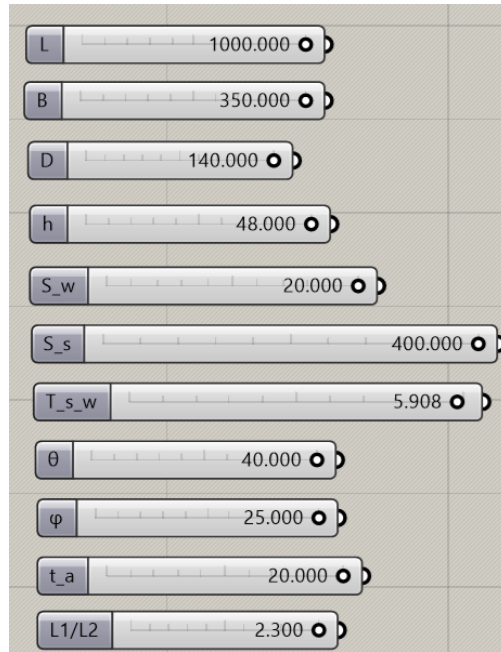 L 1000.000
B 350.000
D 140.000
h 48.000
S_w 20.000
S_s 400.000
T_s_w 5.908
θ 40.000
φ 25.000
t_a 20.000
L1/L2 2.300